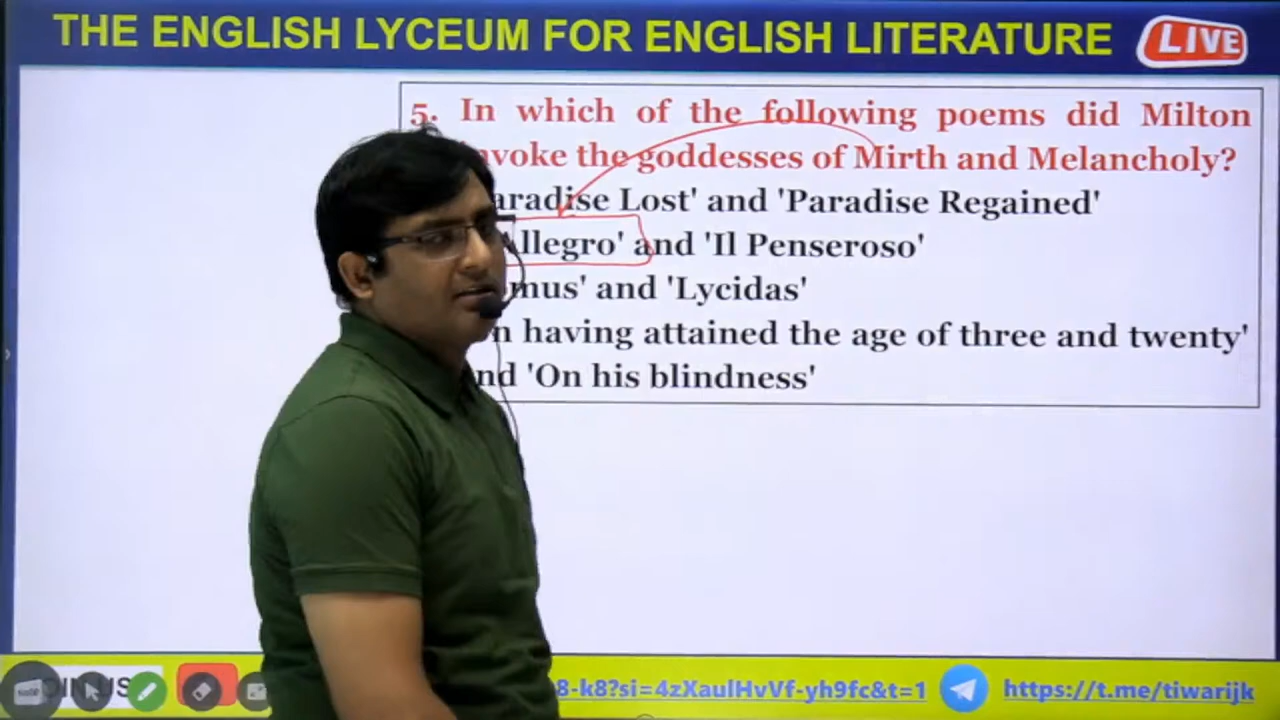 THE ENGLISH LYCEUM FOR ENGLISH LITERATURE
LIVE
5. In which of the following poems did Milton
nvoke the goddesses of Mirth and Melancholy?
aradise Lost' and 'Paradise Regained'
Allegro' and 'Il Penseroso'
mus' and 'Lycidas'
n having attained the age of three and twenty'
nd 'On his blindness'
8-k8?si=4zXaulHvVf-yh9fc&t=1
https://t.me/tiwarijk